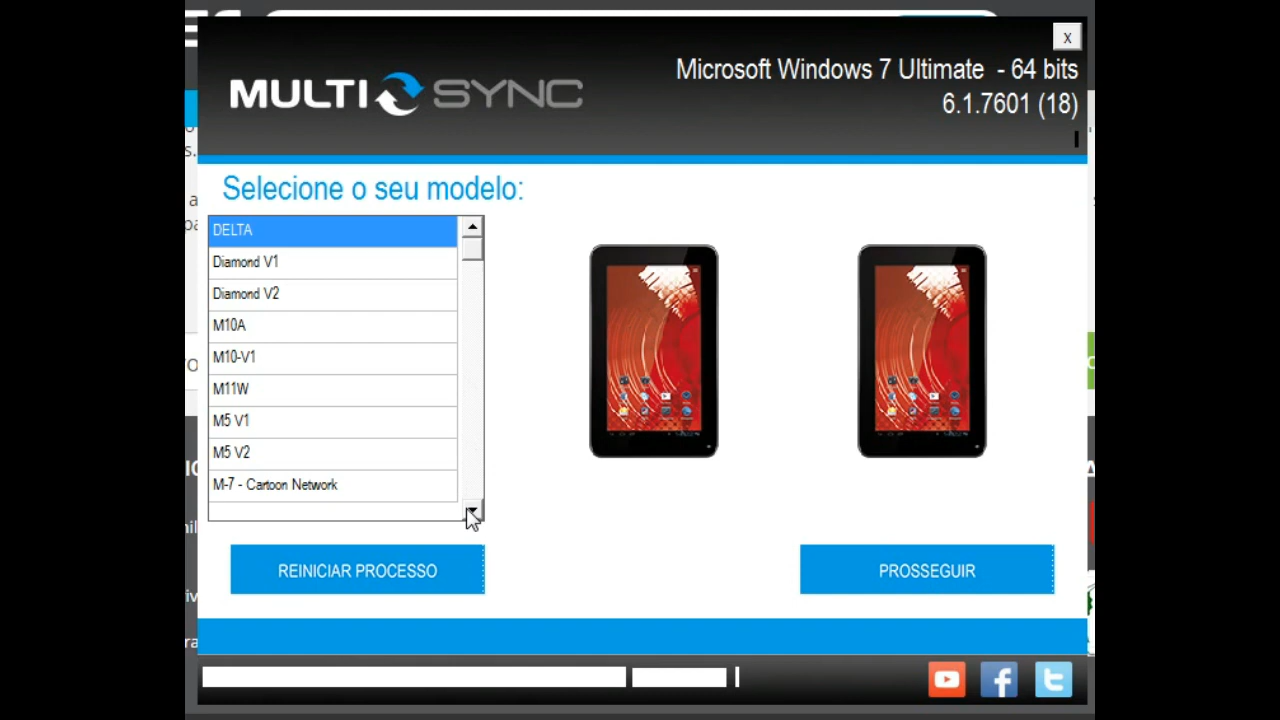 x
MULTI SYNC
Microsoft Windows 7 Ultimate - 64 bits
6.1.7601 (18)
Selecione o seu modelo:
DELTA
Diamond V1
Diamond V2
M10A
M10-V1
M11W
M5 V1
M5 V2
M-7 - Cartoon Network
REINICIAR PROCESSO
PROSSEGUIR